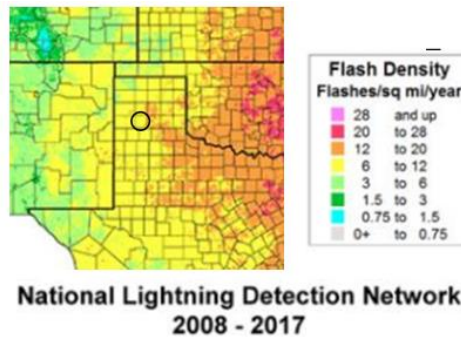 Flash Density
Flashes/sq mi/year
28 and up
20 to 28
12 to 20
6 to 12
3 to 6
1.5 to 3
0.75 to 1.5
0+ to 0.75
National Lightning Detection Network
2008 - 2017